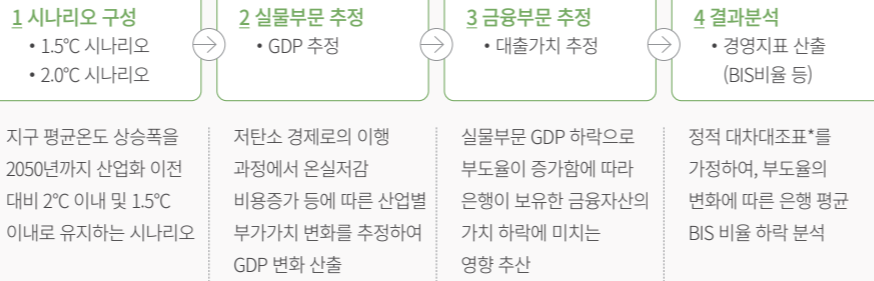 1 시나리오 구성
• 1.5℃ 시나리오
• 2.0℃ 시나리오
2 실물부문 추정
• GDP 추정
3 금융부문 추정
• 대출가치 추정
4 결과분석
• 경영지표 산출
(BIS비율 등)
지구 평균온도 상승폭을
2050년까지 산업화 이전
대비 2℃ 이내 및 1.5℃
이내로 유지하는 시나리오
저탄소 경제로의 이행
과정에서 온실저감
비용증가 등에 따른 산업별
부가가치 변화를 추정하여
GDP 변화 산출
실물부문 GDP 하락으로
부도율이 증가함에 따라
은행이 보유한 금융자산의
가치 하락에 미치는
영향 추산
정적 대차대조표*를
가정하여, 부도율의
변화에 따른 은행 평균
BIS 비율 하락 분석